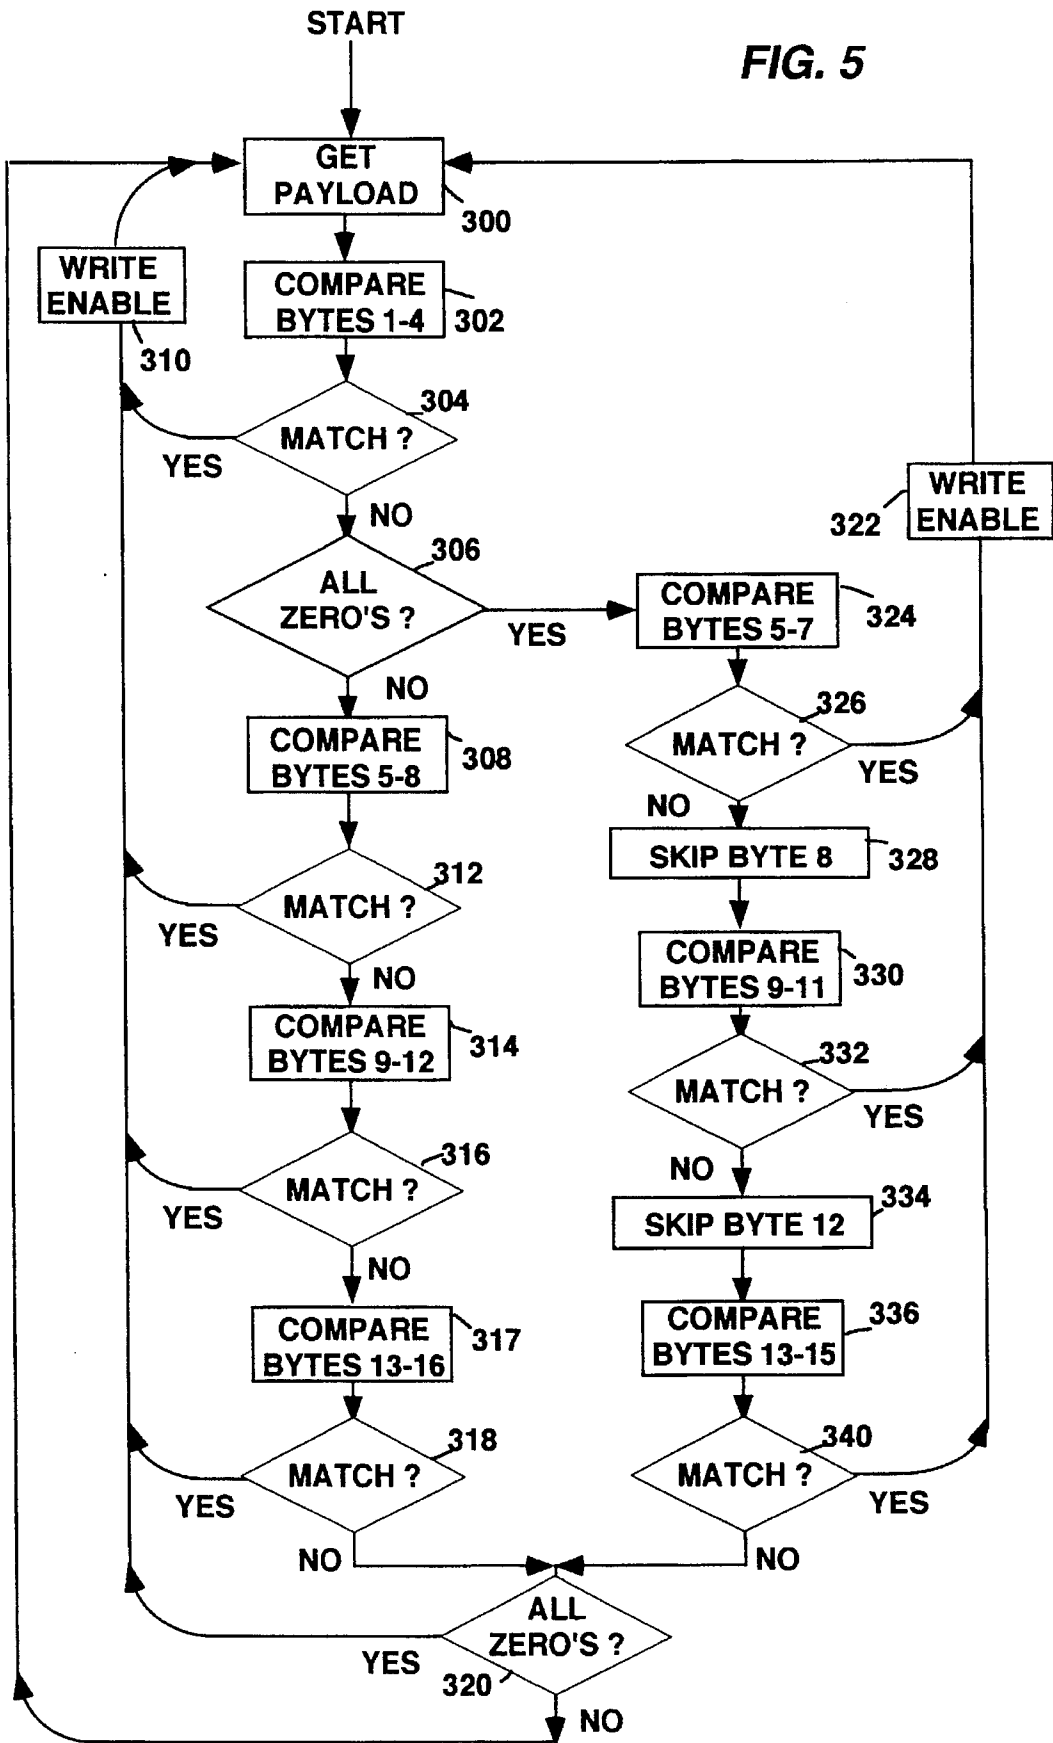 START
FIG. 5
GET
PAYLOAD
300
WRITE
ENABLE
310
COMPARE
BYTES 1-4
302
304
MATCH ?
YES
NO
322
WRITE
ENABLE
306
ALL
ZERO'S ?
YES
NO
COMPARE
BYTES 5-7
324
326
MATCH ?
YES
NO
COMPARE
BYTES 5-8
308
SKIP BYTE 8
328
312
MATCH ?
YES
NO
COMPARE
BYTES 9-11
330
COMPARE
BYTES 9-12
314
332
MATCH ?
YES
NO
316
MATCH ?
YES
NO
334
SKIP BYTE 12
COMPARE
BYTES 13-16
317
COMPARE
BYTES 13-15
336
318
MATCH ?
YES
NO
340
MATCH ?
YES
NO
ALL
ZERO'S ?
YES
320
NO